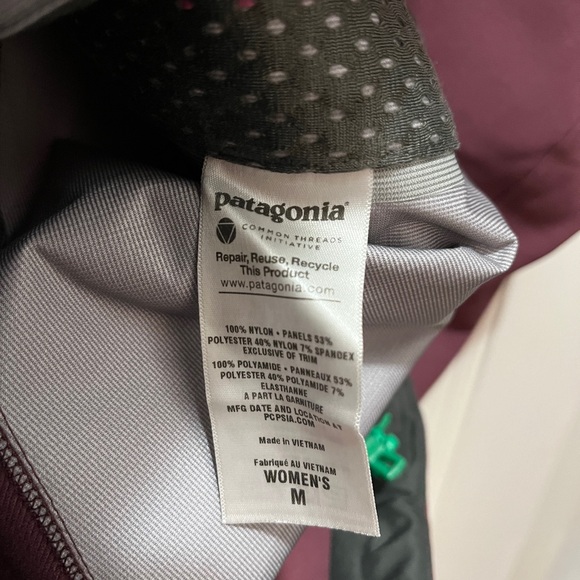 patagonia®
COMMON THREADS
INITIATIVE
Repair, Reuse, Recycle
This Product
www.patagonia.com
100% NYLON • PANELS 53%
POLYESTER 40% NYLON 7% SPANDEX
EXCLUSIVE OF TRIM
100% POLYAMIDE • PANNEAUX 53%
POLYESTER 40% POLYAMIDE 7%
ELASTHANNE
A PART LA GARNITURE
MFG DATE AND LOCATION AT
PCPSIA.COM
Made in VIETNAM
Fabriqué AU VIETNAM
WOMEN'S
M